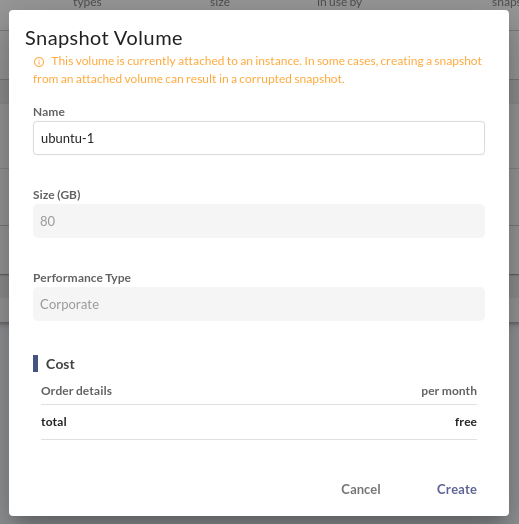 types size in use by snaps
Snapshot Volume
This volume is currently attached to an instance. In some cases, creating a snapshot
from an attached volume can result in a corrupted snapshot.
Name
ubuntu-1
Size (GB)
80
Performance Type
Corporate
Cost
Order details per month
total free
Cancel Create